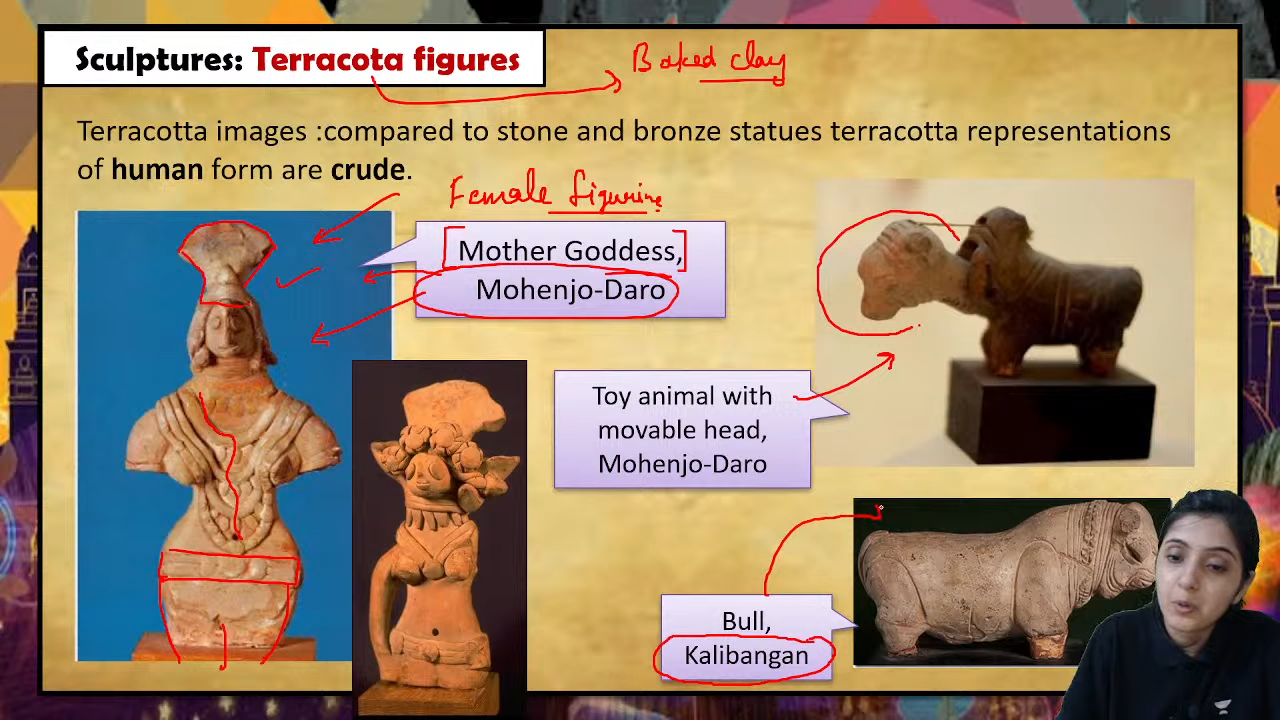 Sculptures: Terracota figures
Baked clay
Terracotta images :compared to stone and bronze statues terracotta representations
of human form are crude.
Female figurine
Mother Goddess,
Mohenjo-Daro
Toy animal with
movable head,
Mohenjo-Daro
Bull,
Kalibangan